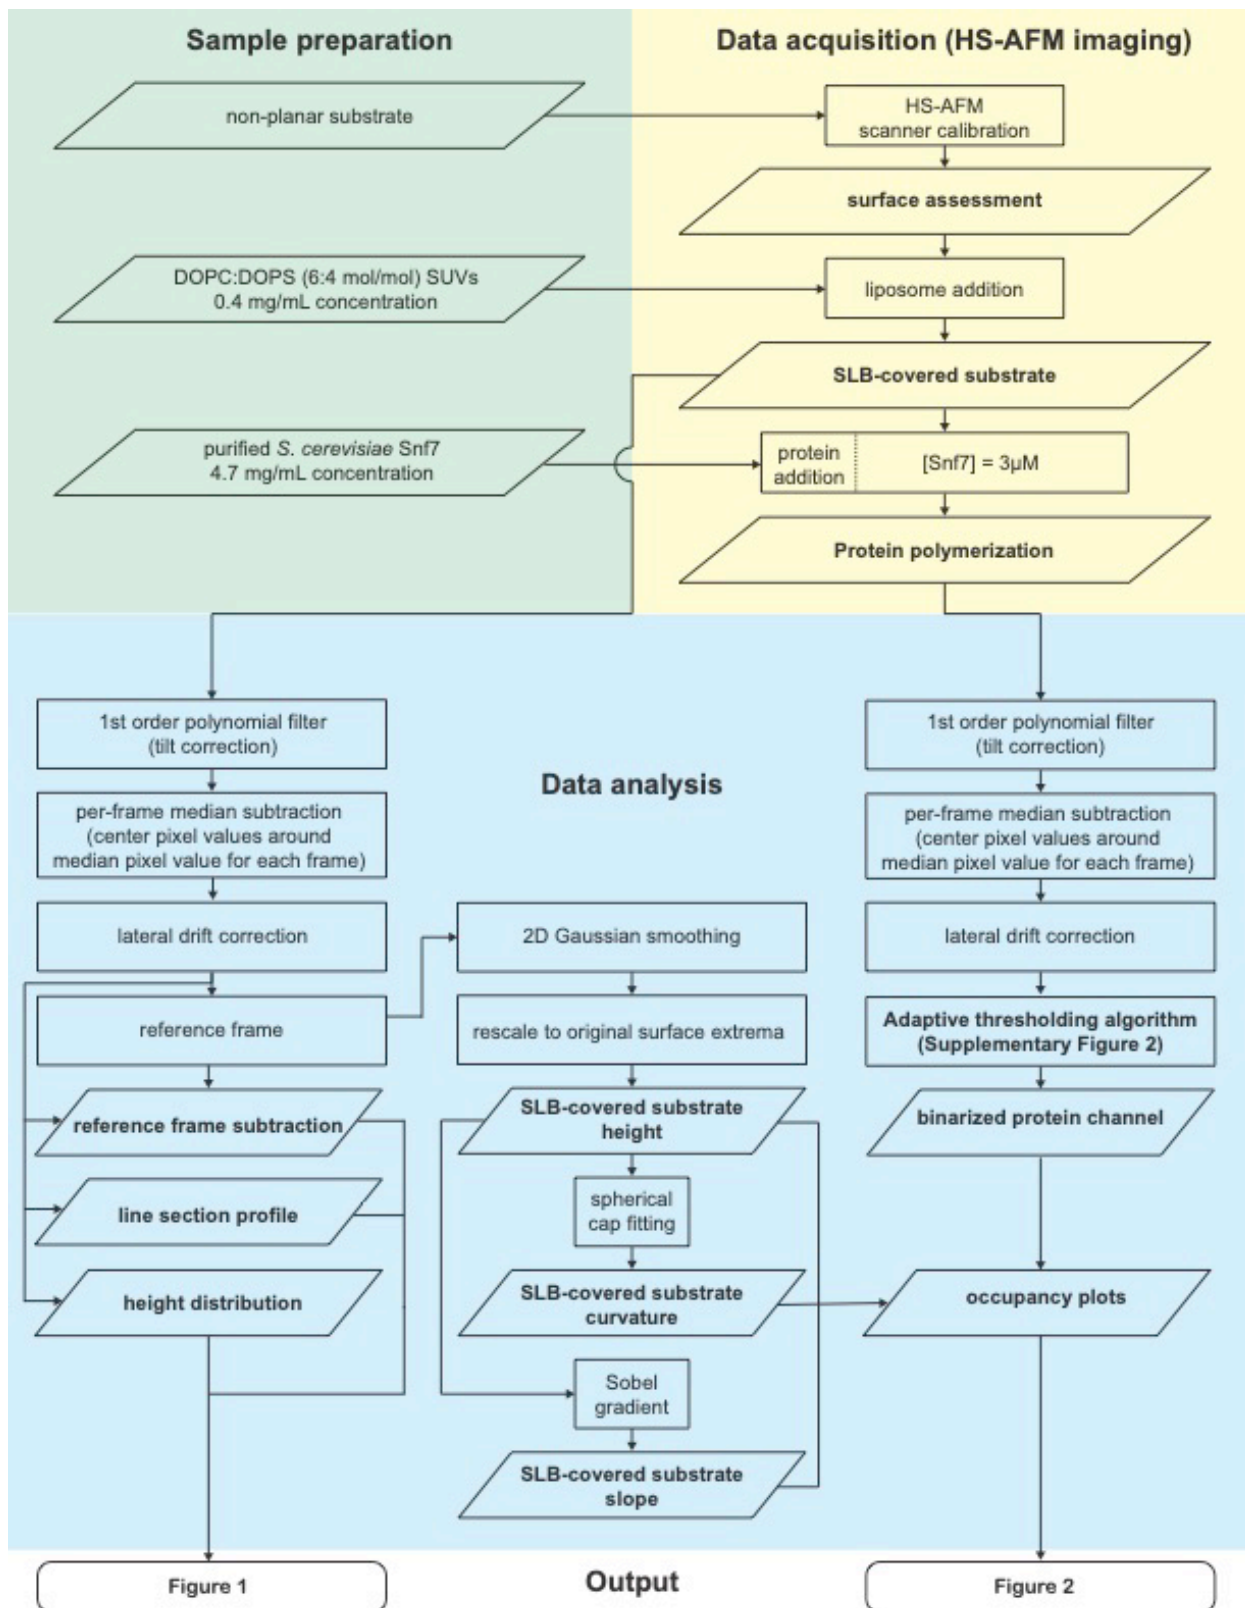 Sample preparation
Data acquisition (HS-AFM imaging)
non-planar substrate
HS-AFM
scanner calibration
surface assessment
DOPC:DOPS (6:4 mol/mol) SUVs
0.4 mg/mL concentration
liposome addition
SLB-covered substrate
purified S. cerevisiae Snf7
4.7 mg/mL concentration
protein
addition
[Snf7] = 3µM
Protein polymerization
Data analysis
1st order polynomial filter
(tilt correction)
per-frame median subtraction
(center pixel values around
median pixel value for each frame)
lateral drift correction
reference frame
reference frame subtraction
line section profile
height distribution
2D Gaussian smoothing
rescale to original surface extrema
SLB-covered substrate
height
spherical
cap fitting
SLB-covered substrate
curvature
Sobel
gradient
SLB-covered substrate
slope
1st order polynomial filter
(tilt correction)
per-frame median subtraction
(center pixel values around
median pixel value for each frame)
lateral drift correction
Adaptive thresholding algorithm
(Supplementary Figure 2)
binarized protein channel
occupancy plots
Figure 1
Output
Figure 2